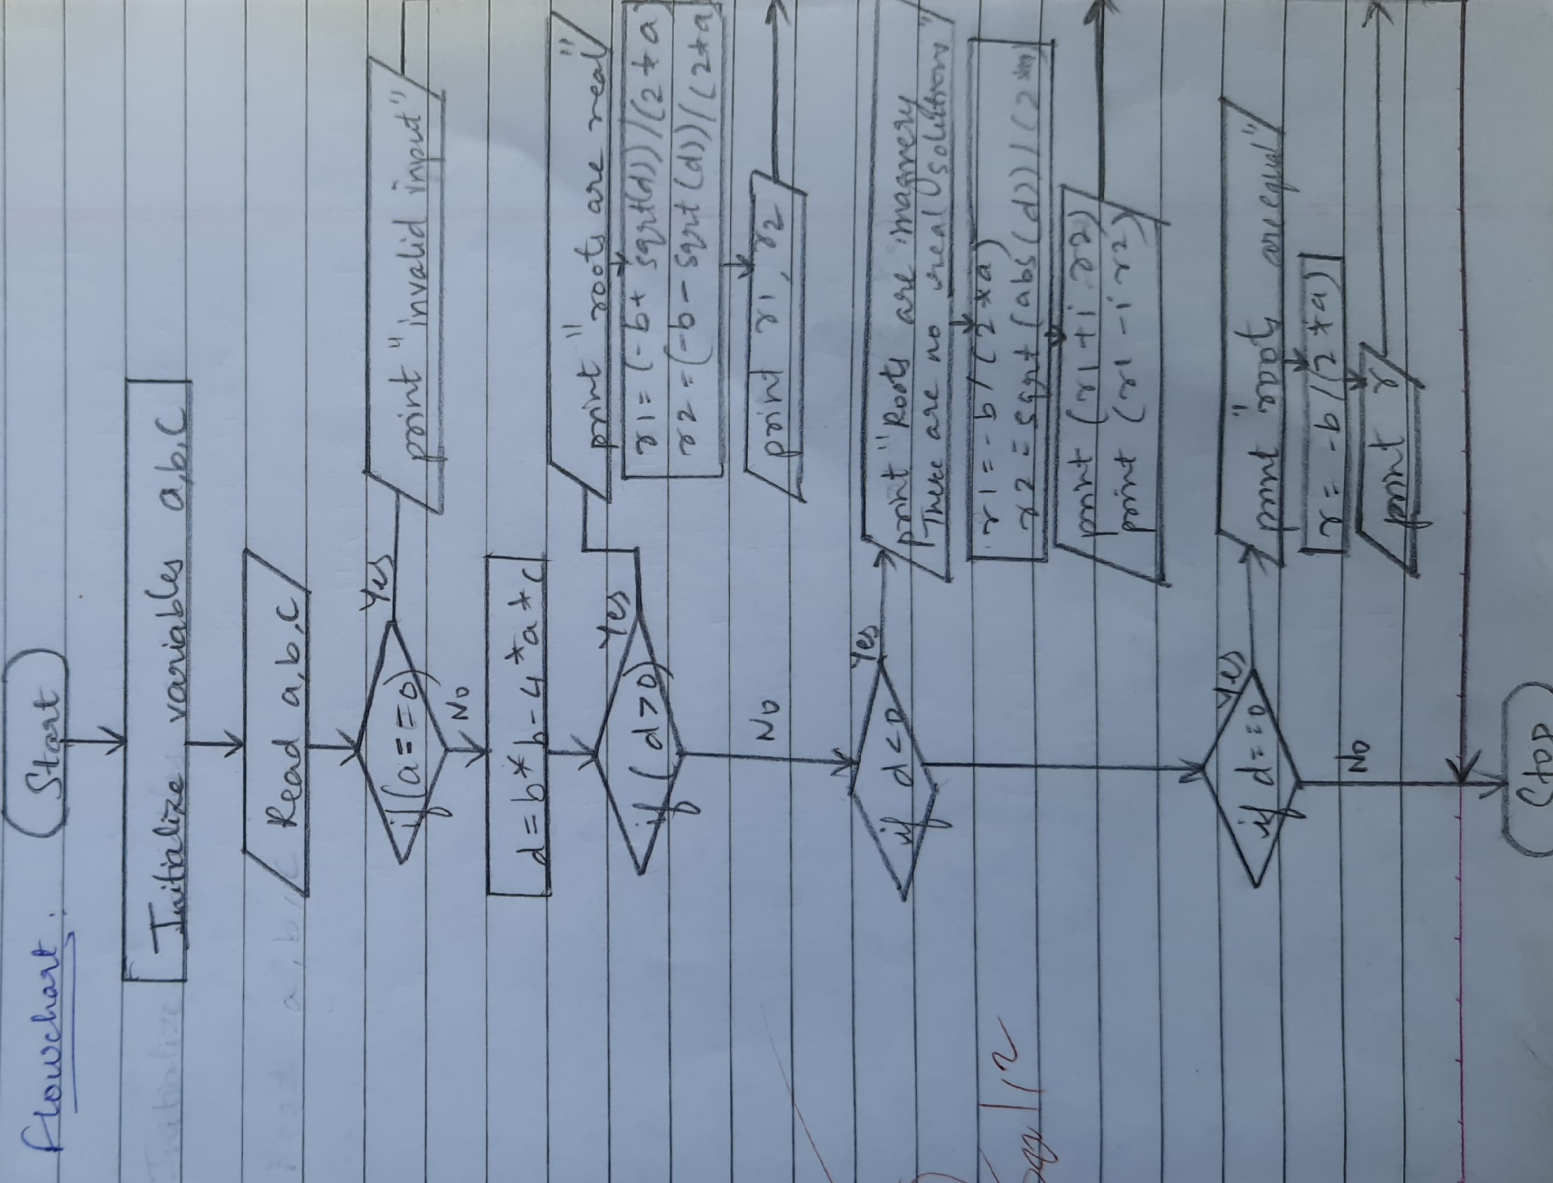 flowchart.
Start
Initialize variables a,b,c
Read a,b,c
if(a==0)
Yes
print "invalid input"
No
d=b*b-4*a*c
if(d>0)
Yes
print "roots are real"
r1=(-b+sqrt(d))/(2*a
r2=(-b-sqrt(d))/(2*a
print r1,r2
No
if d<0
Yes
print "Roots are imagnery
There are no real solutions"
r1=-b/(2*a)
r2=sqrt(abs(d))/(2*a)
print (r1+i r2)
print (r1-i r2)
if d==0
Yes
print "roots are equal"
r=-b/(2*a)
print r
No
Stop